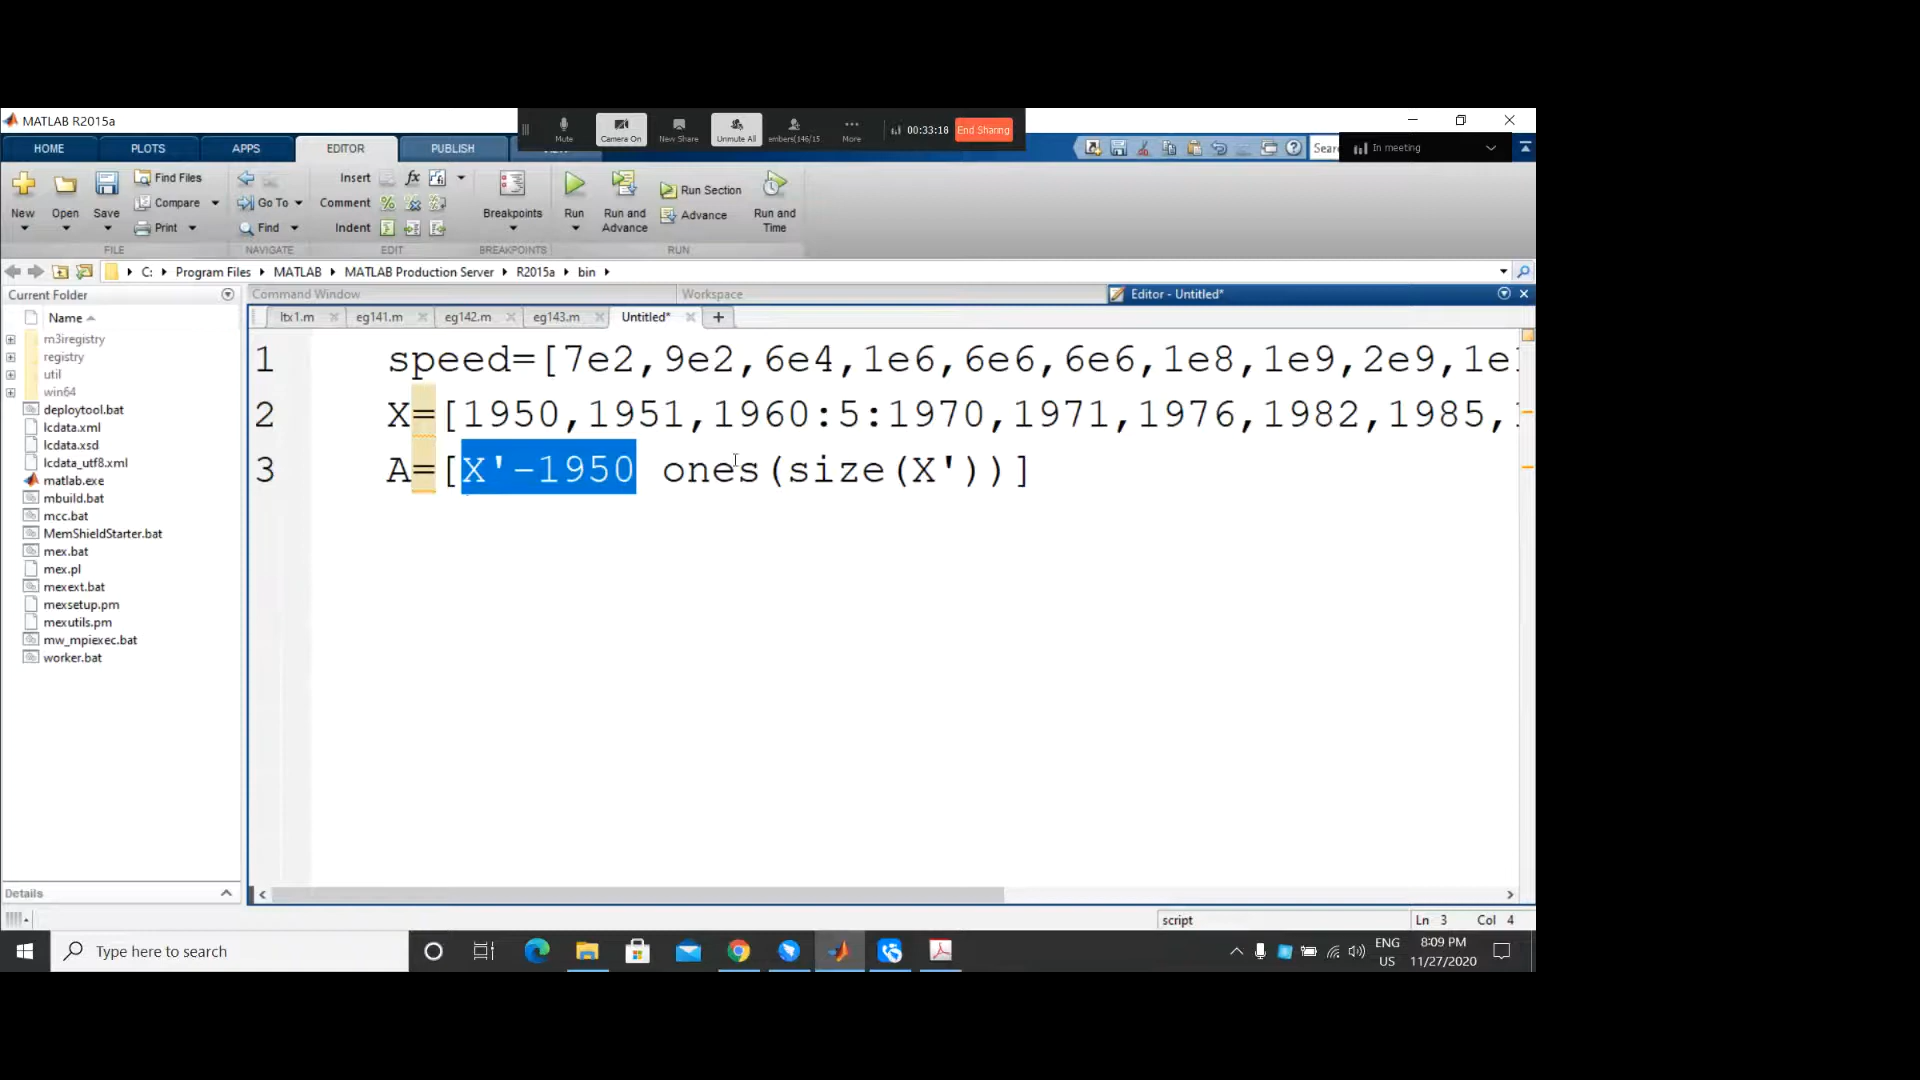 MATLAB R2015a
Mute
Camera On
New Share
Unmute All
embers(146/15
More
00:33:18
End Sharing
HOME
PLOTS
APPS
EDITOR
PUBLISH
Sear
In meeting
New
Open
Save
Find Files
Compare
Print
Go To
Find
Insert
Comment
Indent
fx
Breakpoints
Run
Run and
Advance
Run Section
Advance
Run and
Time
FILE
NAVIGATE
EDIT
BREAKPOINTS
RUN
C:
Program Files
MATLAB
MATLAB Production Server
R2015a
bin
Current Folder
Command Window
Workspace
Editor - Untitled*
Name
ltx1.m
eg141.m
eg142.m
eg143.m
Untitled*
m3iregistry
registry
util
win64
deploytool.bat
lcdata.xml
lcdata.xsd
lcdata_utf8.xml
matlab.exe
mbuild.bat
mcc.bat
MemShieldStarter.bat
mex.bat
mex.pl
mexext.bat
mexsetup.pm
mexutils.pm
mw_mpiexec.bat
worker.bat
1 speed=[7e2,9e2,6e4,1e6,6e6,6e6,1e8,1e9,2e9,1e
2 X=[1950,1951,1960:5:1970,1971,1976,1982,1985,
3 A=[X'-1950 ones(size(X'))]
Details
script
Ln 3
Col 4
Type here to search
ENG
US
8:09 PM
11/27/2020